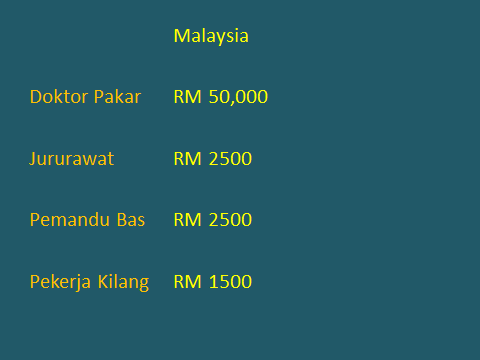 Malaysia
Doktor Pakar RM 50,000
Jururawat RM 2500
Pemandu Bas RM 2500
Pekerja Kilang RM 1500